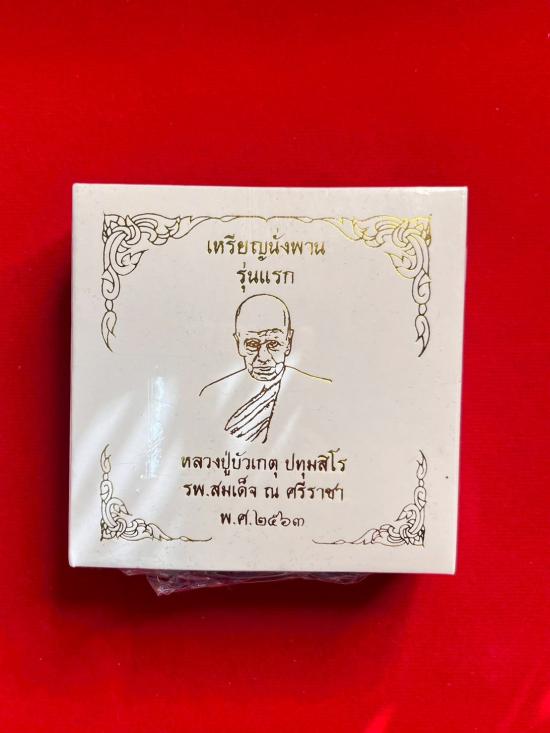 เหรียญนั่งพาน
รุ่นแรก
หลวงปู่บัวเกตุ ปทุมสิโร
รพ.สมเด็จ ณ ศรีราชา
พ.ศ.๒๕๖๓